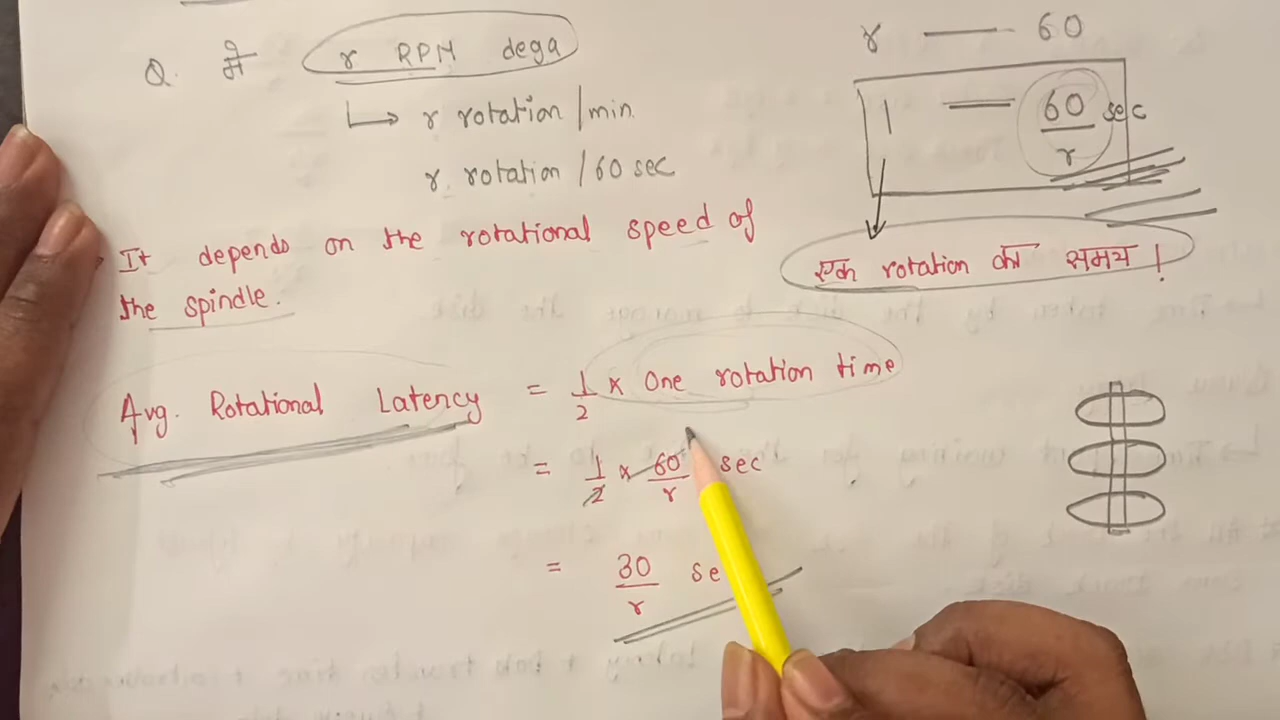 Q. में r RPM dega
r rotation /min.
r rotation /60 sec
r — 60
1 — 60/r sec
एक rotation का समय !
It depends on the rotational speed of
the spindle.
Avg. Rotational Latency = 1/2 × One rotation time
= 1/2 × 60/r sec
= 30/r se